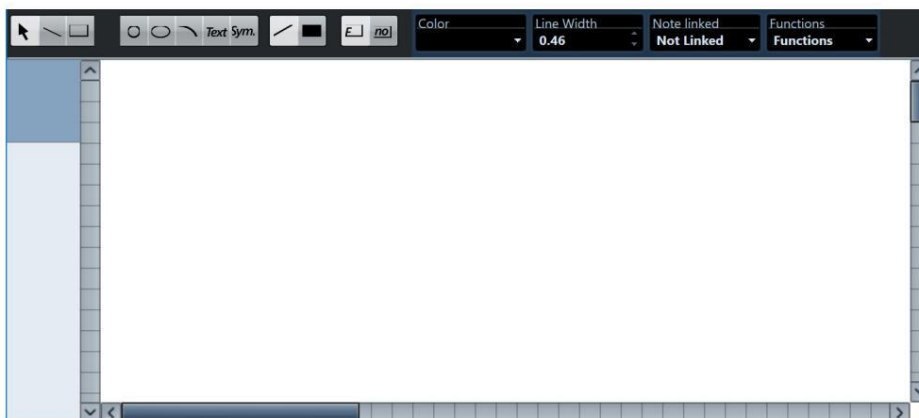 Text Sym. E no Color Line Width Note linked Functions
0.46 Not Linked Functions